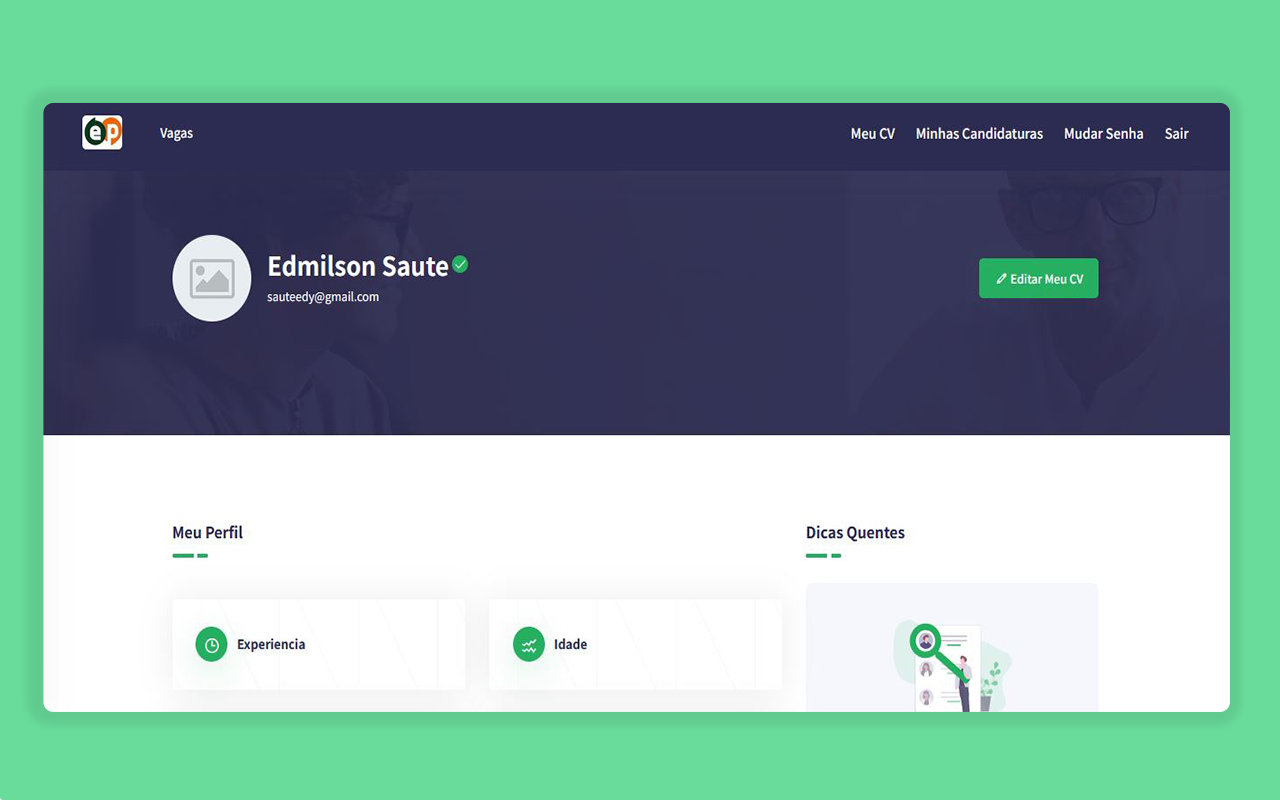 ep
Vagas
Meu CV
Minhas Candidaturas
Mudar Senha
Sair
Edmilson Saute
sauteedy@gmail.com
Editar Meu CV
Meu Perfil
Dicas Quentes
Experiencia
Idade